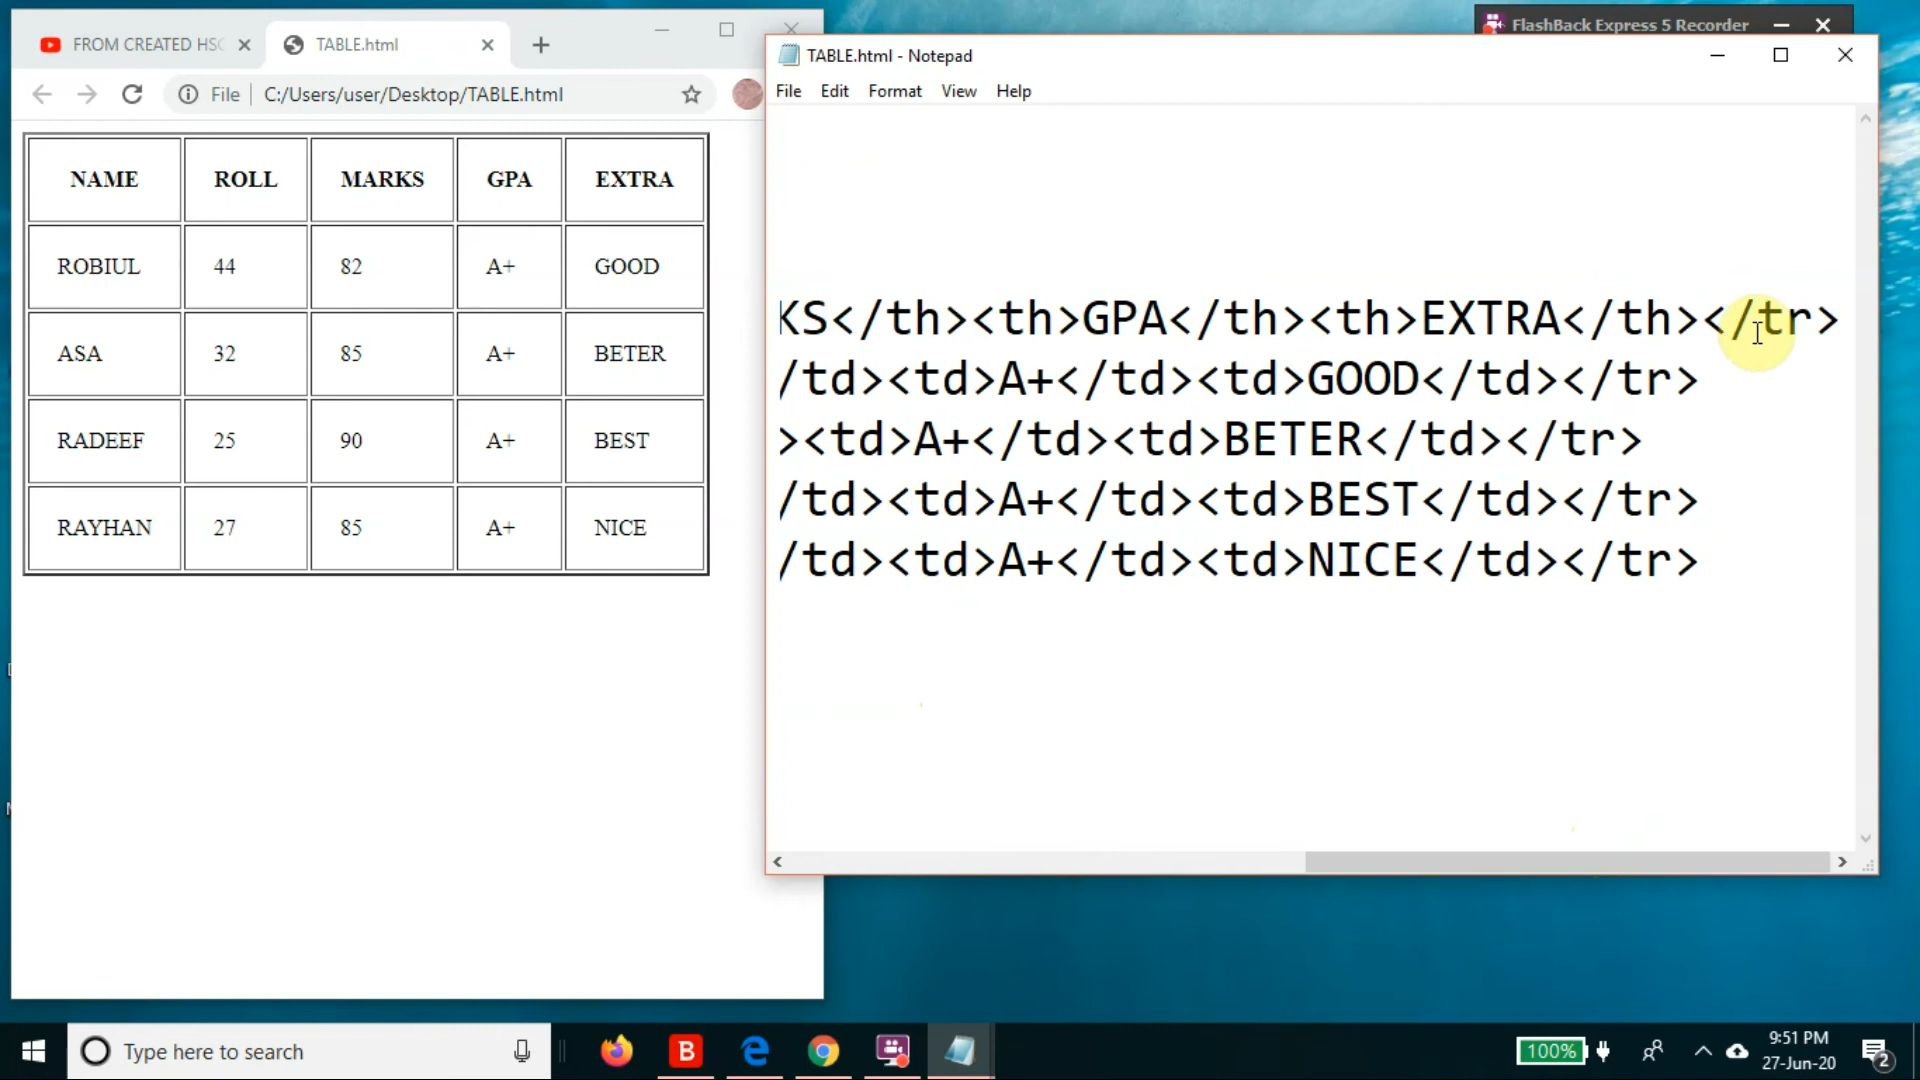 FlashBack Express 5 Recorder
FROM CREATED HSC
TABLE.html
TABLE.html - Notepad
File C:/Users/user/Desktop/TABLE.html
File Edit Format View Help
NAME ROLL MARKS GPA EXTRA
ROBIUL 44 82 A+ GOOD
ASA 32 85 A+ BETER
RADEEF 25 90 A+ BEST
RAYHAN 27 85 A+ NICE
KS</th><th>GPA</th><th>EXTRA</th></tr>
/td><td>A+</td><td>GOOD</td></tr>
><td>A+</td><td>BETER</td></tr>
/td><td>A+</td><td>BEST</td></tr>
/td><td>A+</td><td>NICE</td></tr>
Type here to search
B
100%
9:51 PM
27-Jun-20
2